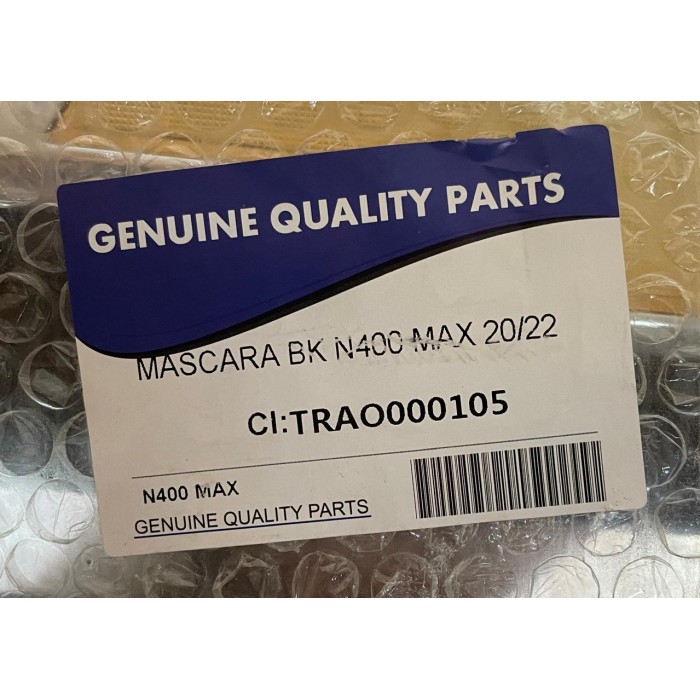 GENUINE QUALITY PARTS
MASCARA BK N400 MAX 20/22
CI:TRAO000105
N400 MAX
GENUINE QUALITY PARTS